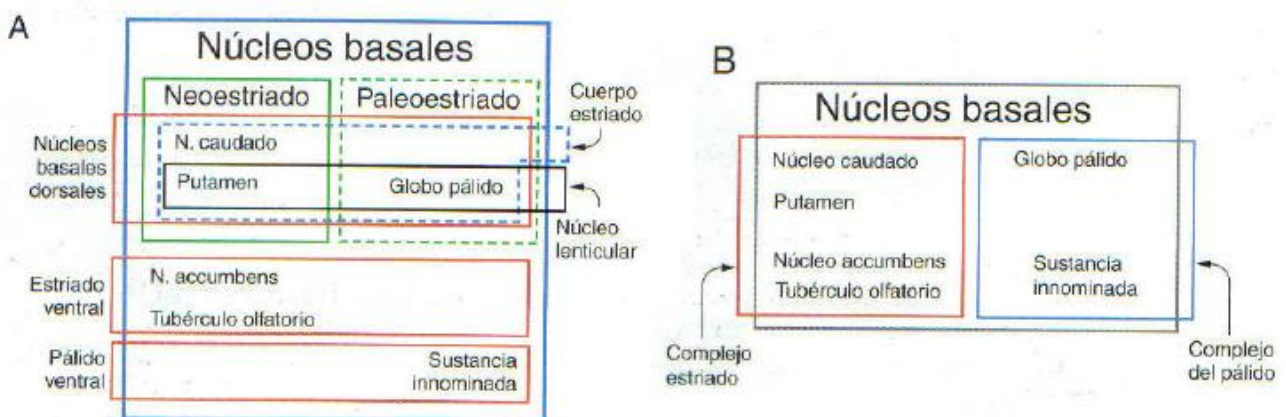 A
Núcleos basales
Neoestriado
Paleoestriado
Cuerpo
estriado
Núcleos
basales
dorsales
N. caudado
Putamen
Globo pálido
Núcleo
lenticular
Estriado
ventral
N. accumbens
Tubérculo olfatorio
Pálido
ventral
Sustancia
innominada
B
Núcleos basales
Núcleo caudado
Globo pálido
Putamen
Núcleo accumbens
Tubérculo olfatorio
Sustancia
innominada
Complejo
estriado
Complejo
del pálido